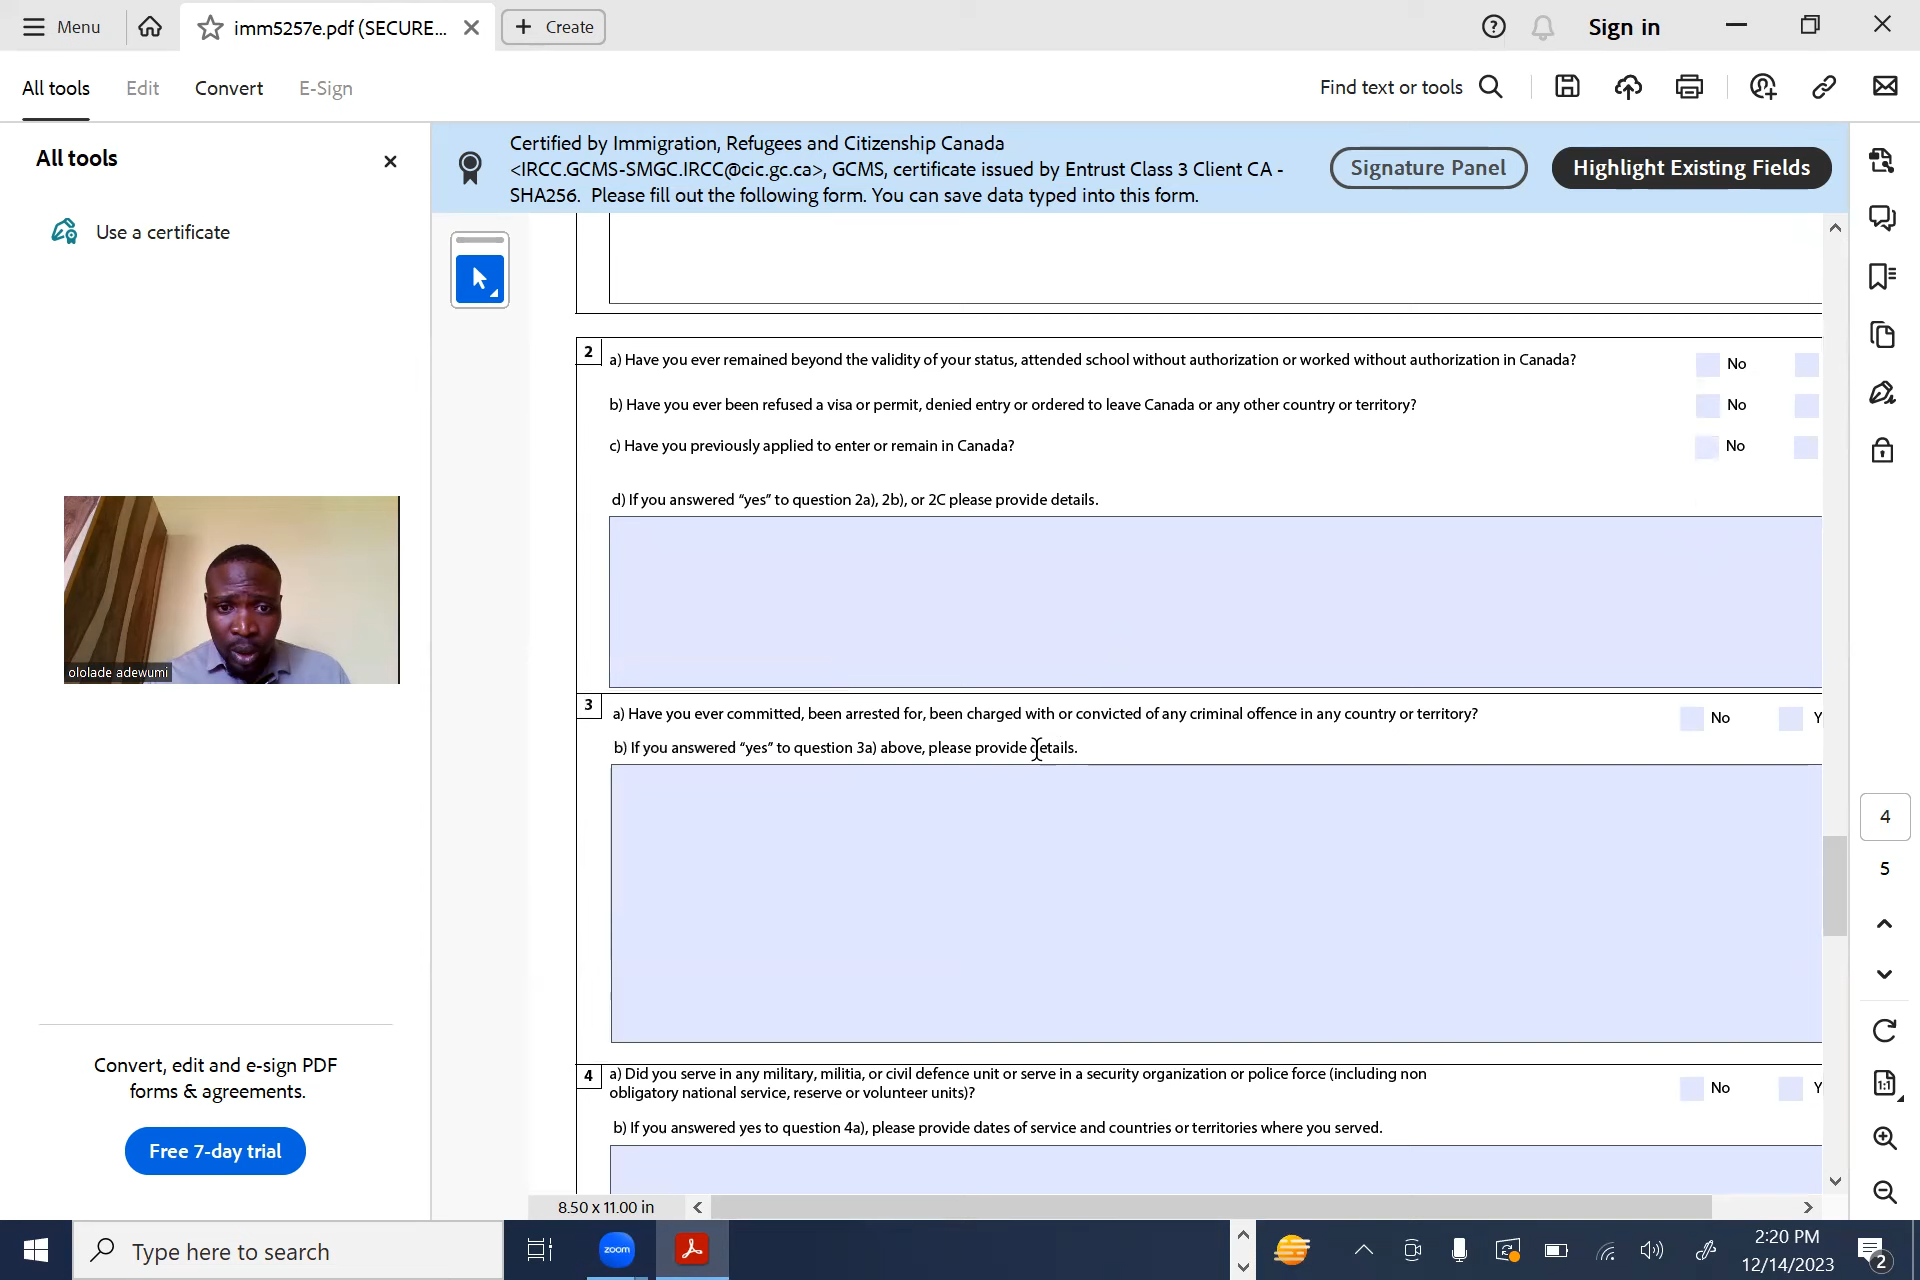 Menu
imm5257e.pdf (SECURE...
Create
Sign in
All tools
Edit
Convert
E-Sign
Find text or tools
All tools
Use a certificate
Certified by Immigration, Refugees and Citizenship Canada
<IRCC.GCMS-SMGC.IRCC@cic.gc.ca>, GCMS, certificate issued by Entrust Class 3 Client CA -
SHA256. Please fill out the following form. You can save data typed into this form.
Signature Panel
Highlight Existing Fields
2
a) Have you ever remained beyond the validity of your status, attended school without authorization or worked without authorization in Canada?
No
b) Have you ever been refused a visa or permit, denied entry or ordered to leave Canada or any other country or territory?
No
c) Have you previously applied to enter or remain in Canada?
No
d) If you answered “yes” to question 2a), 2b), or 2C please provide details.
3
a) Have you ever committed, been arrested for, been charged with or convicted of any criminal offence in any country or territory?
No
Y
b) If you answered “yes” to question 3a) above, please provide details.
4
a) Did you serve in any military, militia, or civil defence unit or serve in a security organization or police force (including non
obligatory national service, reserve or volunteer units)?
No
Y
b) If you answered yes to question 4a), please provide dates of service and countries or territories where you served.
8.50 x 11.00 in
ololade adewumi
Convert, edit and e-sign PDF
forms & agreements.
Free 7-day trial
4
5
1:1
Type here to search
zoom
2:20 PM
12/14/2023
2